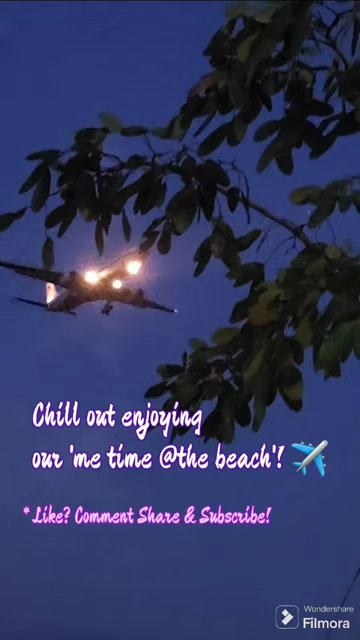 Chill out enjoying
our 'me time @the beach'! ✈️
* Like? Comment Share & Subscribe!
Wondershare
Filmora